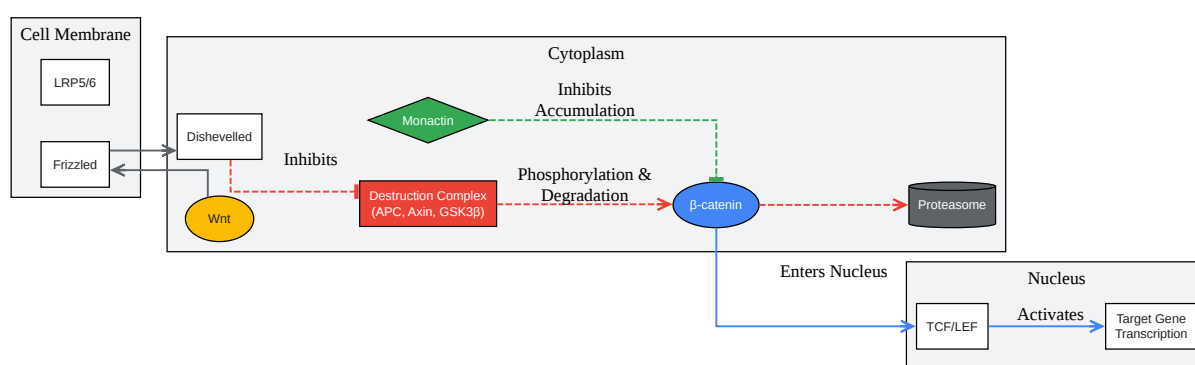 Cell Membrane
LRP5/6
Frizzled
Cytoplasm
Dishevelled
Wnt
Inhibits
Monactin
Inhibits
Accumulation
Destruction Complex
(APC, Axin, GSK3β)
Phosphorylation &
Degradation
β-catenin
Proteasome
Enters Nucleus
Nucleus
TCF/LEF
Activates
Target Gene
Transcription